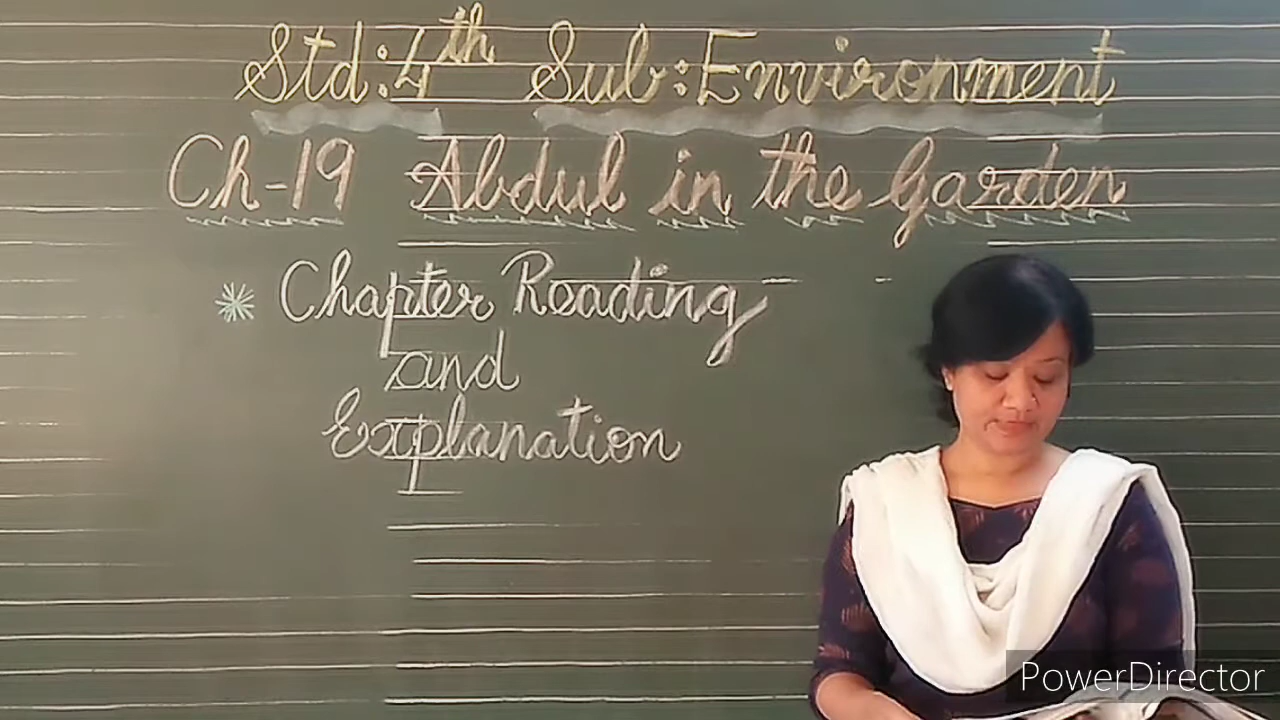 Std:4th Sub:Environment
Ch-19 Abdul in the Garden
* Chapter Reading
and
Explanation
PowerDirector